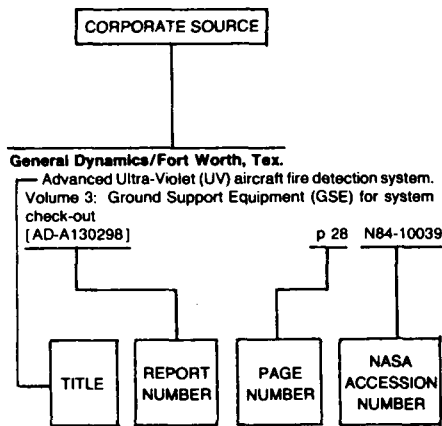 CORPORATE SOURCE
General Dynamics/Fort Worth, Tex.
Advanced Ultra-Violet (UV) aircraft fire detection system.
Volume 3: Ground Support Equipment (GSE) for system
check-out
[AD-A130298] p 28 N84-10039
TITLE
REPORT
NUMBER
PAGE
NUMBER
NASA
ACCESSION
NUMBER